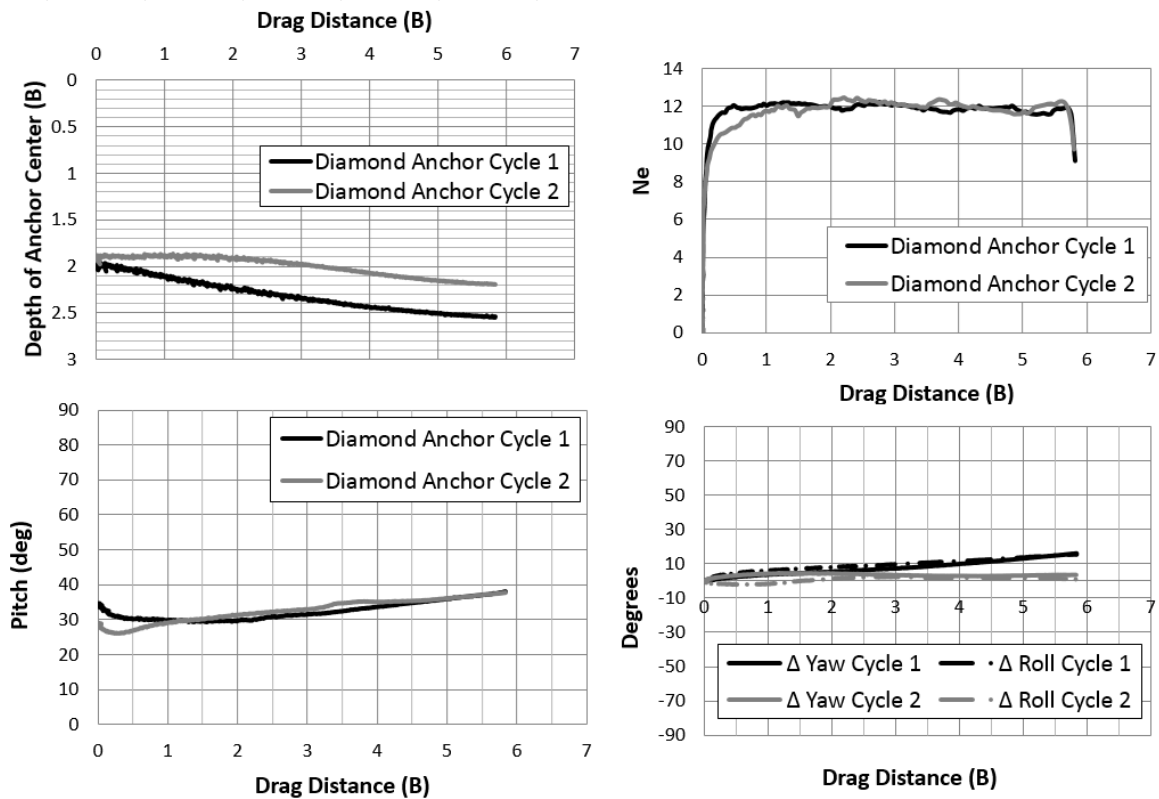 Drag Distance (B)
0 1 2 3 4 5 6 7
Depth of Anchor Center (B)
0
0.5
1
1.5
2
2.5
3
Diamond Anchor Cycle 1
Diamond Anchor Cycle 2
Ne
14
12
10
8
6
4
2
0
Diamond Anchor Cycle 1
Diamond Anchor Cycle 2
0 1 2 3 4 5 6 7
Drag Distance (B)
Pitch (deg)
90
80
70
60
50
40
30
20
10
0
Diamond Anchor Cycle 1
Diamond Anchor Cycle 2
0 1 2 3 4 5 6 7
Drag Distance (B)
Degrees
90
70
50
30
10
-10
-30
-50
-70
-90
0 1 2 3 4 5 6 7
Δ Yaw Cycle 1 Δ Roll Cycle 1
Δ Yaw Cycle 2 Δ Roll Cycle 2
Drag Distance (B)